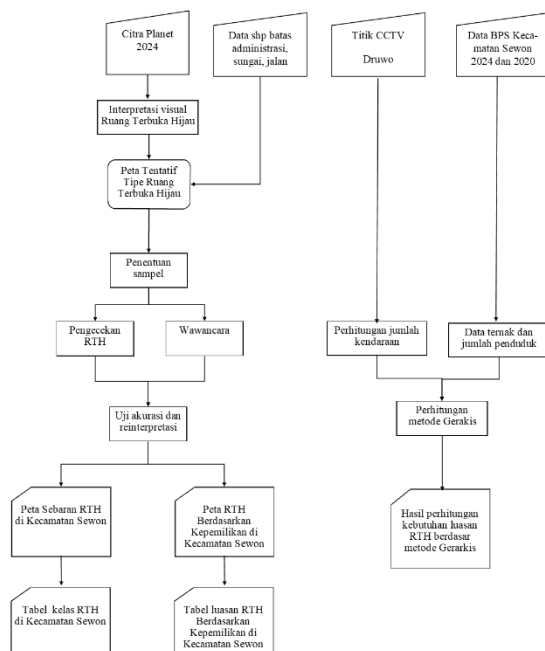 Citra Planet
2024
Data shp batas
administrasi,
sungai, jalan
Titik CCTV
Druwo
Data BPS Keca-
matan Sewon
2024 dan 2020
Interpretasi visual
Ruang Terbuka Hijau
Peta Tentatif
Tipe Ruang
Terbuka Hijau
Penentuan
sampel
Pengecekan
RTH
Wawancara
Perhitungan jumlah
kendaraan
Data ternak dan
jumlah penduduk
Uji akurasi dan
reinterpretasi
Perhitungan
metode Gerakis
Peta Sebaran RTH
di Kecamatan Sewon
Peta RTH
Berdasarkan
Kepemilikan di
Kecamatan Sewon
Hasil perhitungan
kebutuhan luasan
RTH berdasar
metode Gerarkis
Tabel kelas RTH
di Kecamatan Sewon
Tabel luasan RTH
Berdasarkan
Kepemilikan di
Kecamatan Sewon